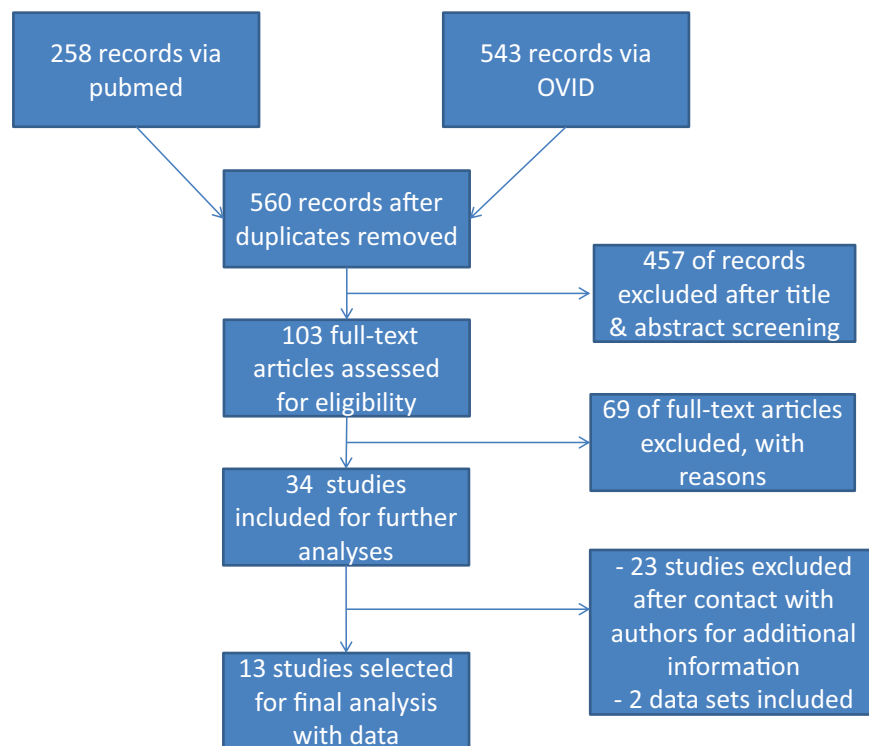 258 records via
pubmed
543 records via
OVID
560 records after
duplicates removed
457 of records
excluded after title
& abstract screening
103 full-text
articles assessed
for eligibility
69 of full-text articles
excluded, with
reasons
34 studies
included for further
analyses
- 23 studies excluded
after contact with
authors for additional
information
- 2 data sets included
13 studies selected
for final analysis
with data